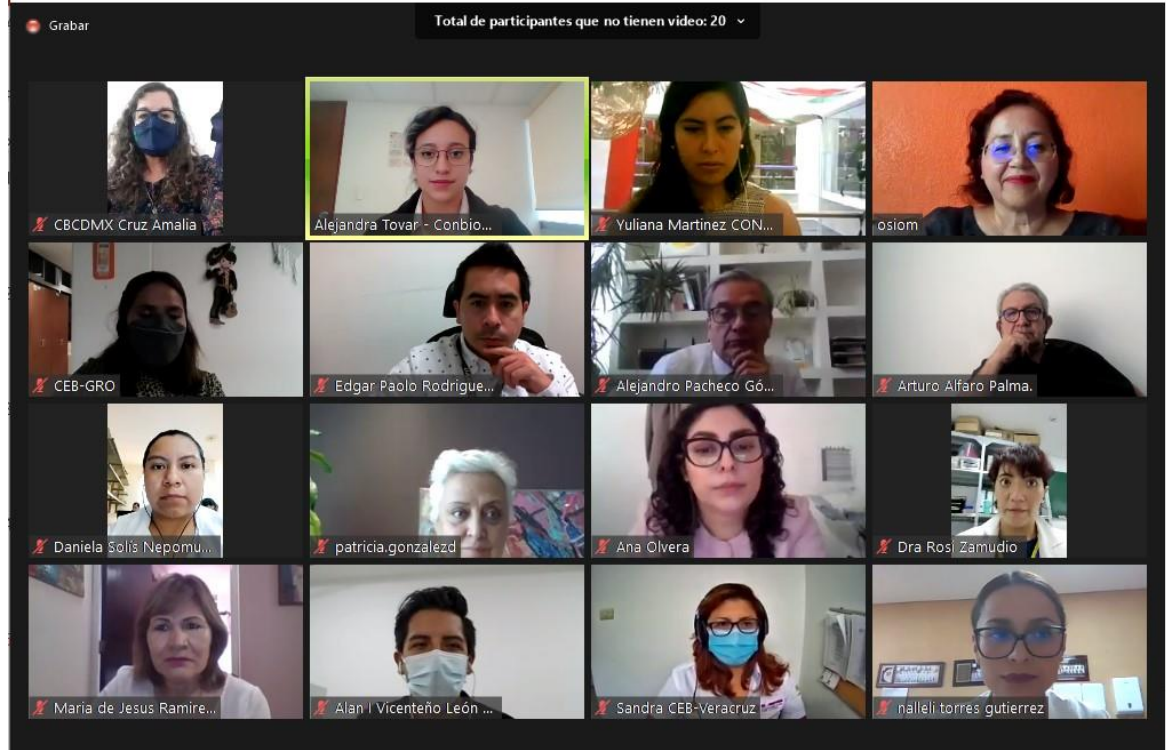 Grabar
Total de participantes que no tienen video: 20
CBCDMX Cruz Amalia
Alejandra Tovar - Conbio...
Yuliana Martinez CON...
osiom
CEB-GRO
Edgar Paolo Rodrigue...
Alejandro Pacheco Gó...
Arturo Alfaro Palma.
Daniela Solis Nepomu...
patricia.gonzalezd
Ana Olvera
Dra Rosi Zamudio
Maria de Jesus Ramire...
Alan I Vicenteño León ...
Sandra CEB-Veracruz
nalleli torres gutierrez